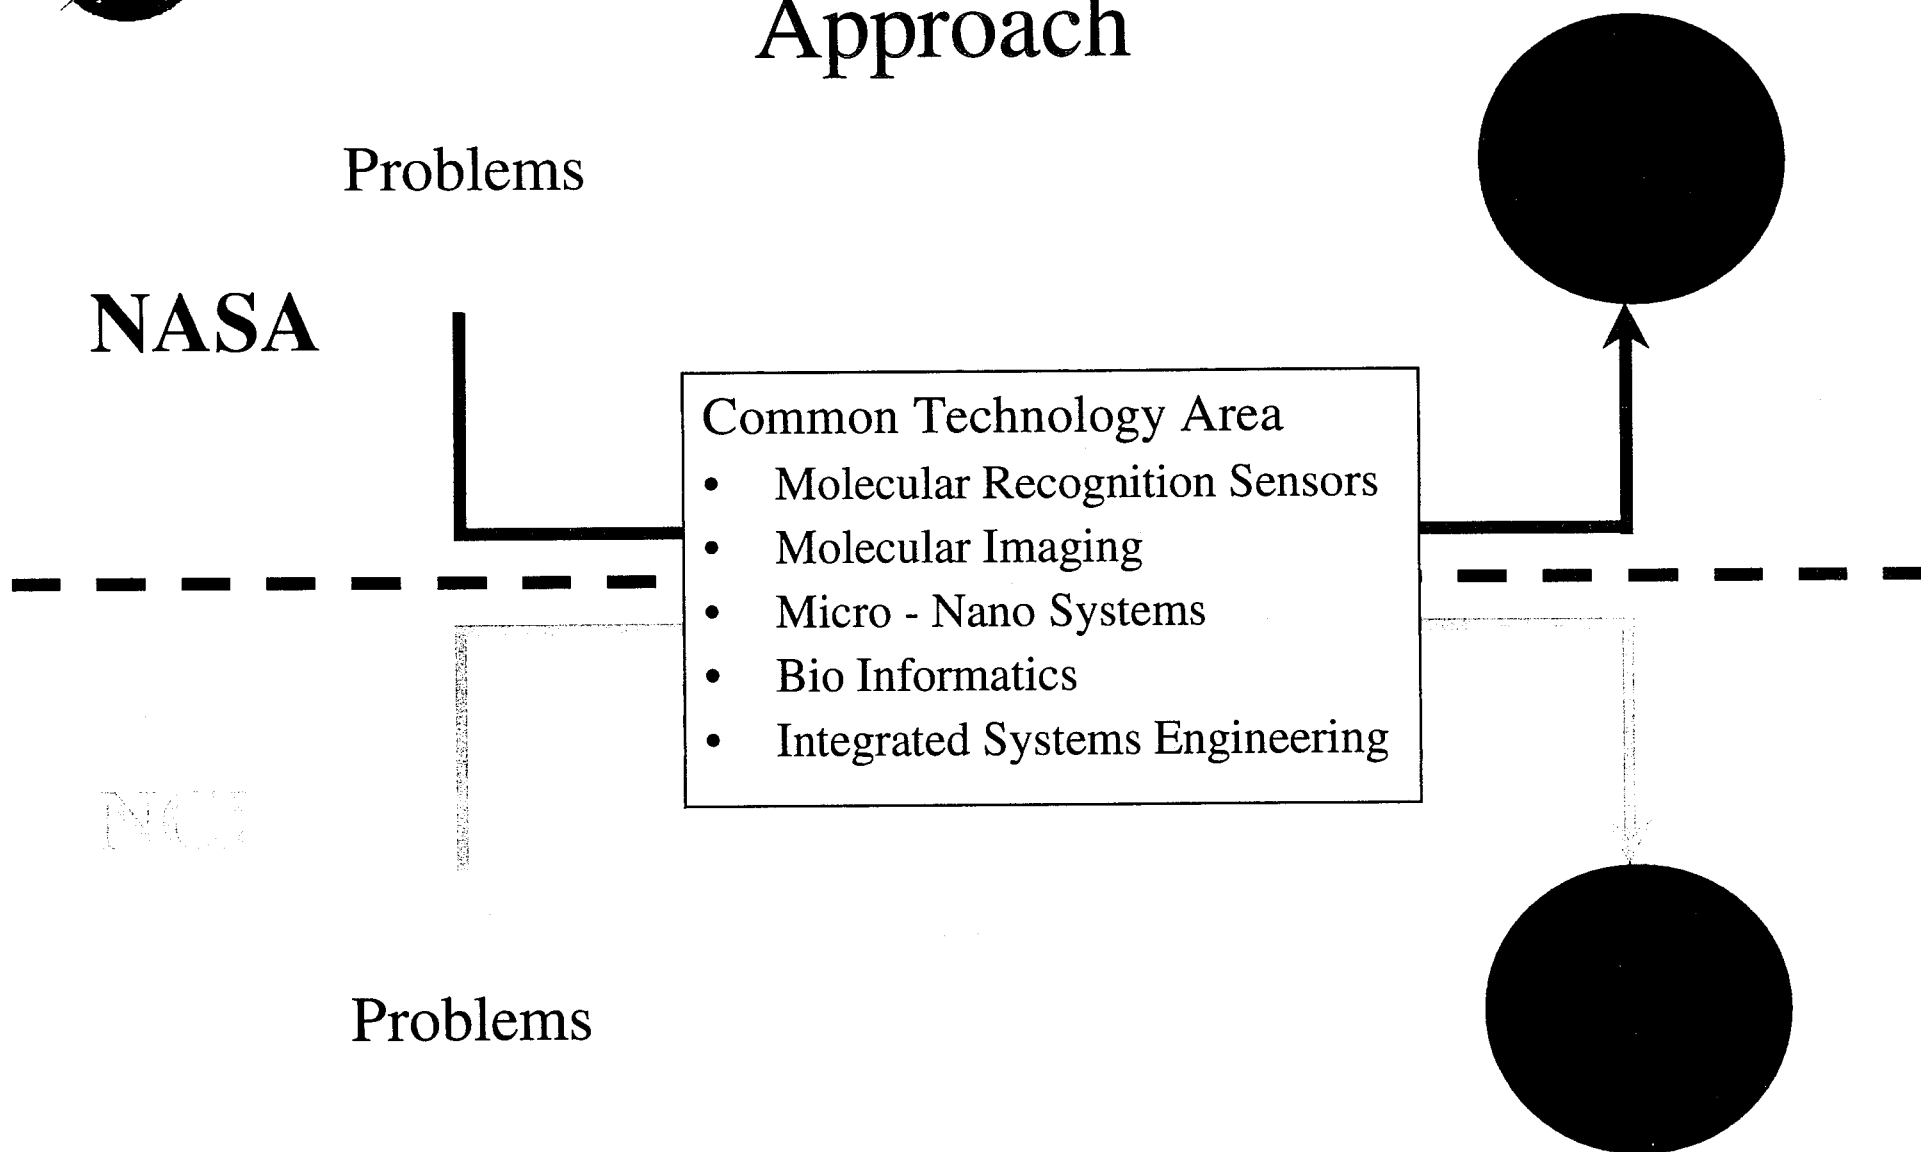 Approach
Problems
NASA
Common Technology Area
• Molecular Recognition Sensors
• Molecular Imaging
• Micro - Nano Systems
• Bio Informatics
• Integrated Systems Engineering
NCI
Problems